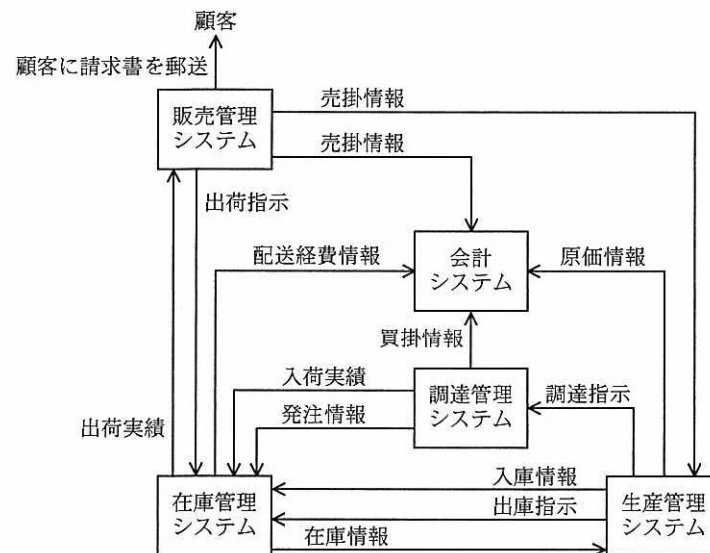 顧客
顧客に請求書を郵送
販売管理
システム
売掛情報
売掛情報
出荷指示
配送経費情報
会計
システム
原価情報
買掛情報
入荷実績
調達管理
システム
調達指示
発注情報
出荷実績
入庫情報
在庫管理
システム
出庫指示
生産管理
システム
在庫情報